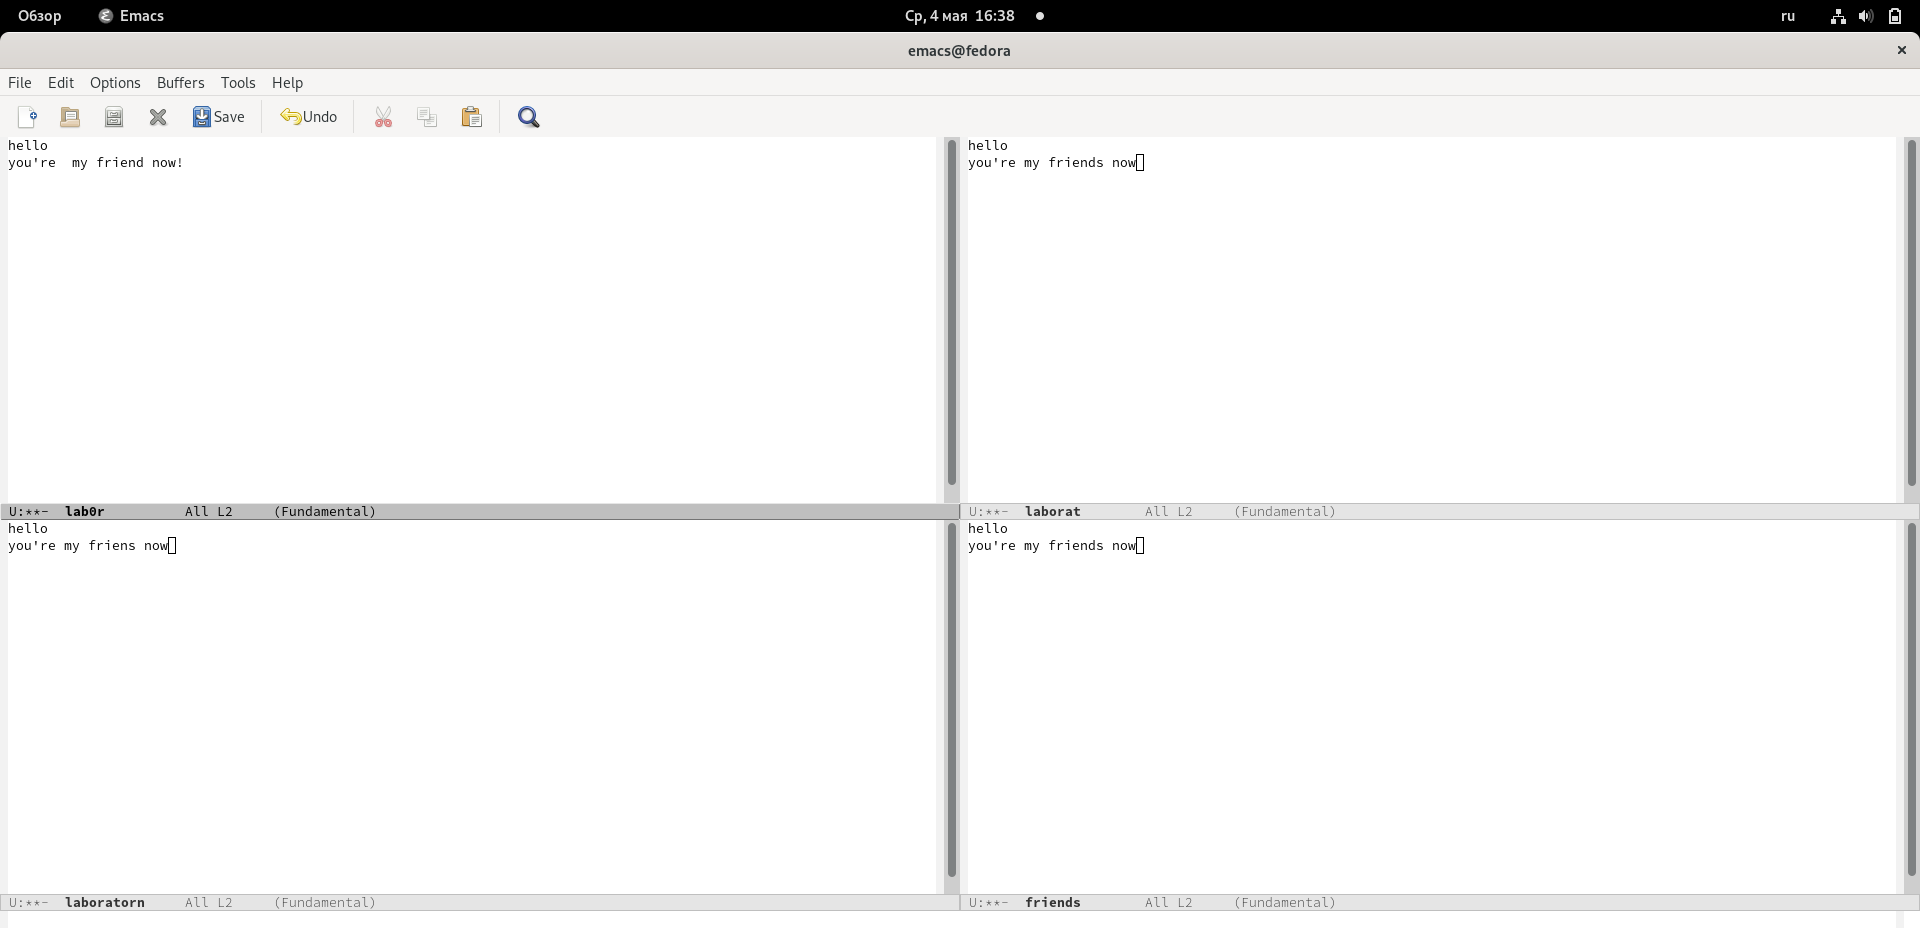 Обзор Emacs Ср, 4 мая 16:38 ru
emacs@fedora
File Edit Options Buffers Tools Help
Save Undo
hello
you're  my friend now!
U:**-  lab0r          All L2     (Fundamental)
hello
you're my friends now
U:**-  laborat        All L2     (Fundamental)
hello
you're my friens now
U:**-  laboratorn     All L2     (Fundamental)
hello
you're my friends now
U:**-  friends        All L2     (Fundamental)